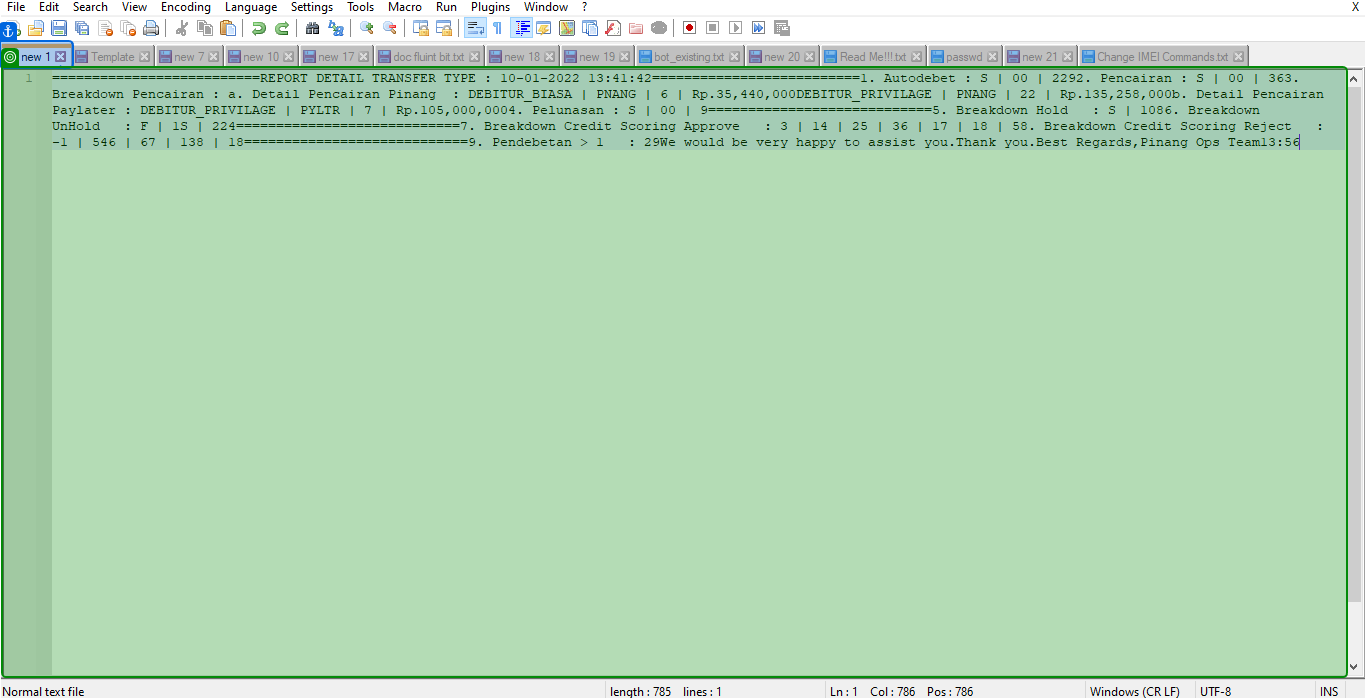 File Edit Search View Encoding Language Settings Tools Macro Run Plugins Window ? X
new 1 Template new 7 new 10 new 17 doc fluint bit.txt new 18 new 19 bot_existing.txt new 20 Read Me!!!.txt passwd new 21 Change IMEI Commands.txt
1 ==========================REPORT DETAIL TRANSFER TYPE : 10-01-2022 13:41:42==========================1. Autodebet : S | 00 | 2292. Pencairan : S | 00 | 363.
Breakdown Pencairan : a. Detail Pencairan Pinang : DEBITUR_BIASA | PNANG | 6 | Rp.35,440,000DEBITUR_PRIVILAGE | PNANG | 22 | Rp.135,258,000b. Detail Pencairan
Paylater : DEBITUR_PRIVILAGE | PYLTR | 7 | Rp.105,000,0004. Pelunasan : S | 00 | 9============================5. Breakdown Hold : S | 1086. Breakdown
UnHold : F | 1S | 224============================7. Breakdown Credit Scoring Approve : 3 | 14 | 25 | 36 | 17 | 18 | 58. Breakdown Credit Scoring Reject :
-1 | 546 | 67 | 138 | 18============================9. Pendebetan > 1 : 29We would be very happy to assist you.Thank you.Best Regards,Pinang Ops Team13:56
Normal text file length : 785 lines : 1 Ln : 1 Col : 786 Pos : 786 Windows (CR LF) UTF-8 INS